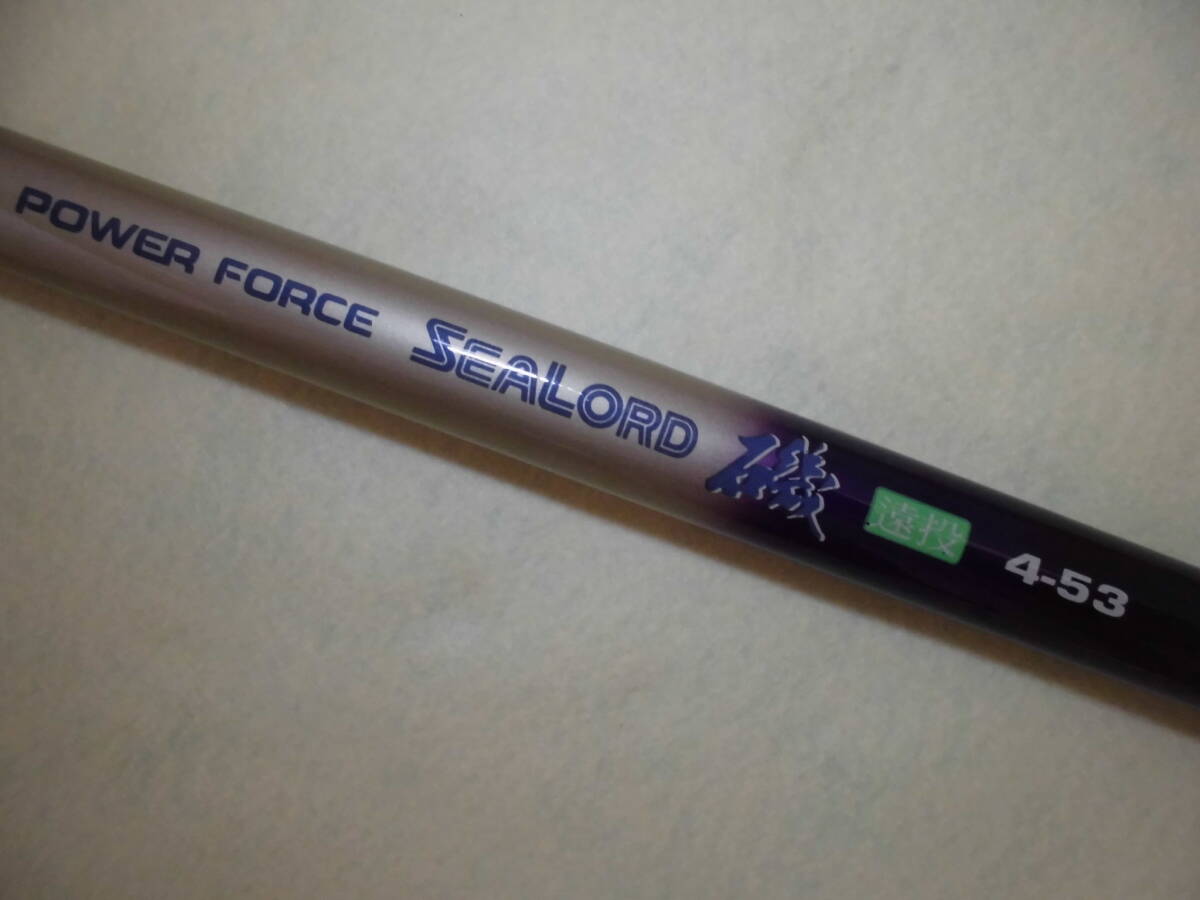 POWER FORCE SEALORD 磯 遠投 4-53